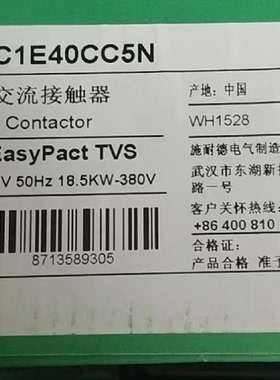 C1E40CC5N
交流接触器
Contactor
EasyPact TVS
V 50Hz 18.5KW-380V
8713589305
产地: 中国
WH1528
施耐德电气制造
武汉市东湖新
路一号
客户关怀热线:
+86 400 810
合格证:
产品合格 准